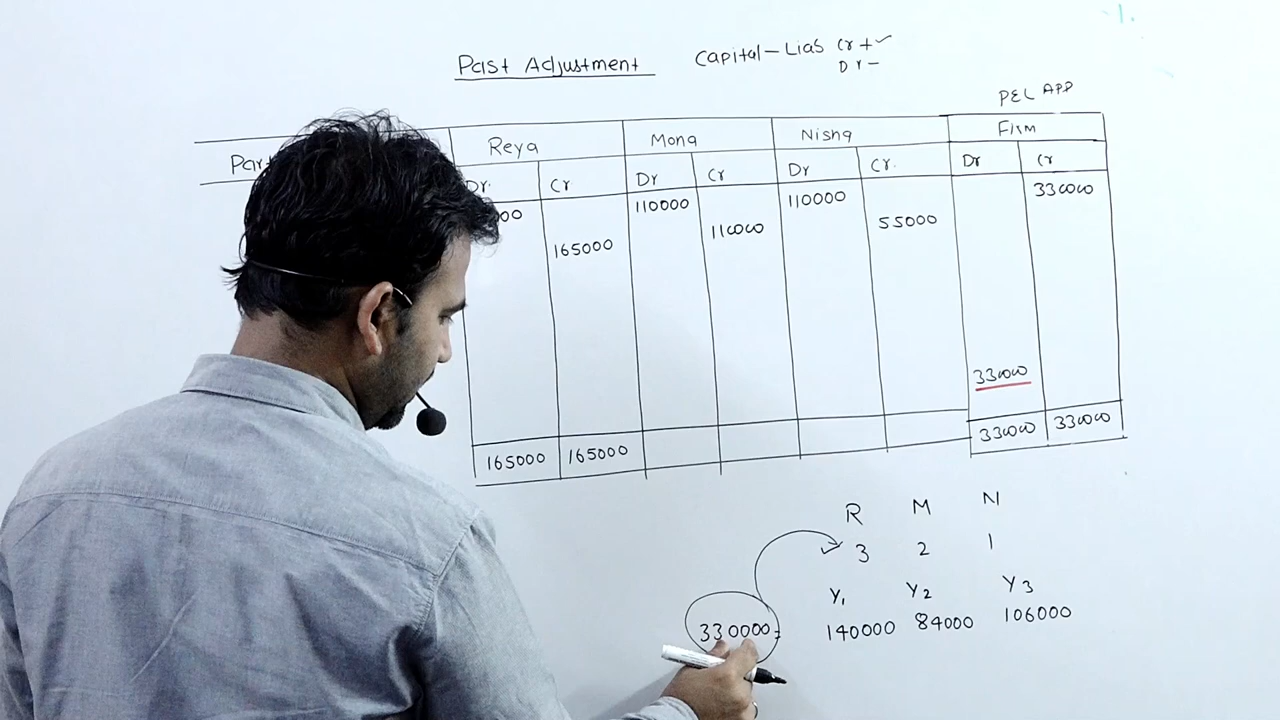 Past Adjustment
Capital - Lias Cr + ✓
Dr -
P&L APP
Reya Mona Nisha Firm
Dr. Cr Dr Cr Dr Cr. Dr Cr
110000 110000 330000
165000 110000 55000
330000
165000 165000 330000 330000
R M N
3 2 1
Y1 Y2 Y3
330000 = 140000 84000 106000